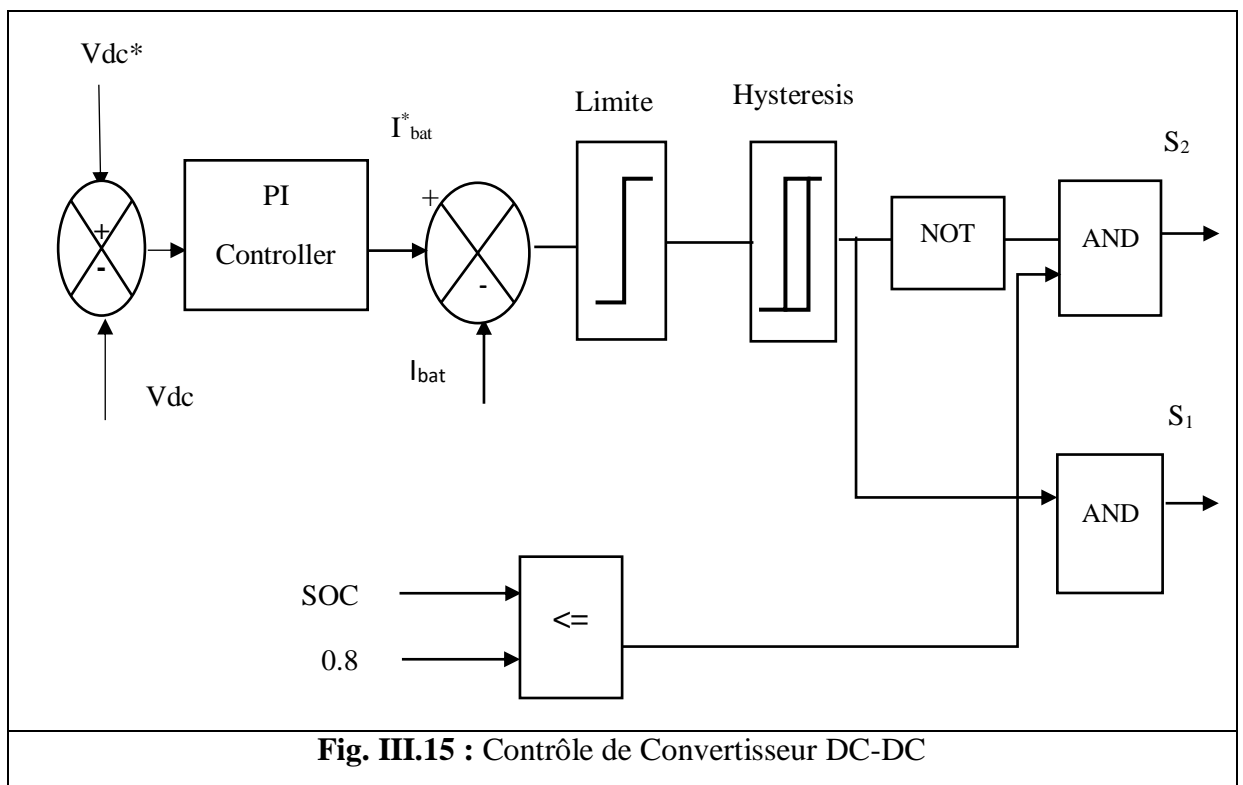 Vdc*
Limite
Hysteresis
I*bat
S2
+
PI
Controller
NOT
AND
+
-
-
Ibat
Vdc
S1
AND
SOC
<=
0.8
Fig. III.15 : Contrôle de Convertisseur DC-DC